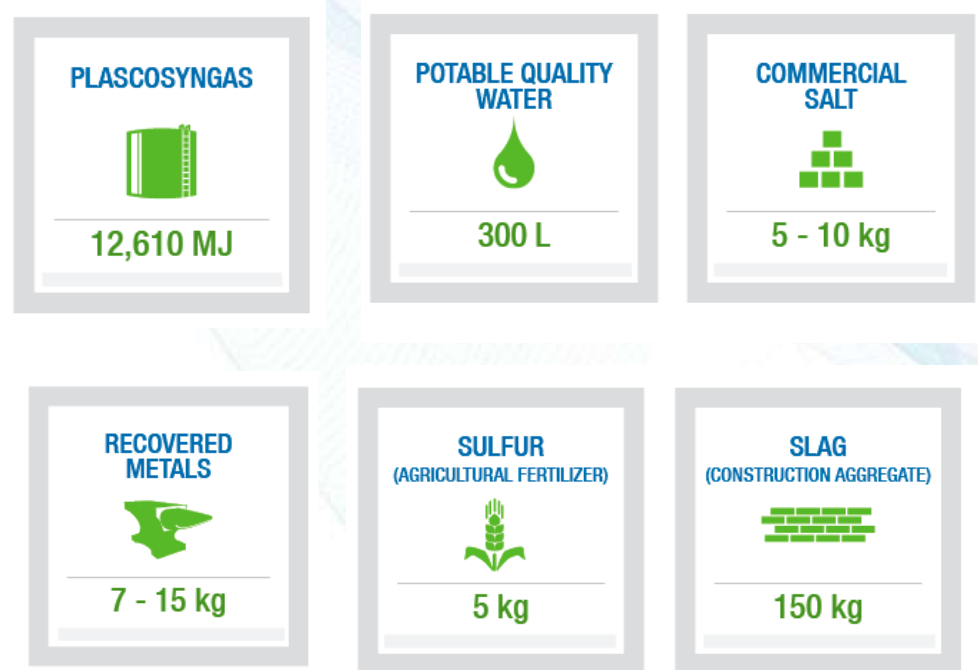 PLASCOSYNGAS
12,610 MJ
POTABLE QUALITY
WATER
300 L
COMMERCIAL
SALT
5 - 10 kg
RECOVERED
METALS
7 - 15 kg
SULFUR
(AGRICULTURAL FERTILIZER)
5 kg
SLAG
(CONSTRUCTION AGGREGATE)
150 kg